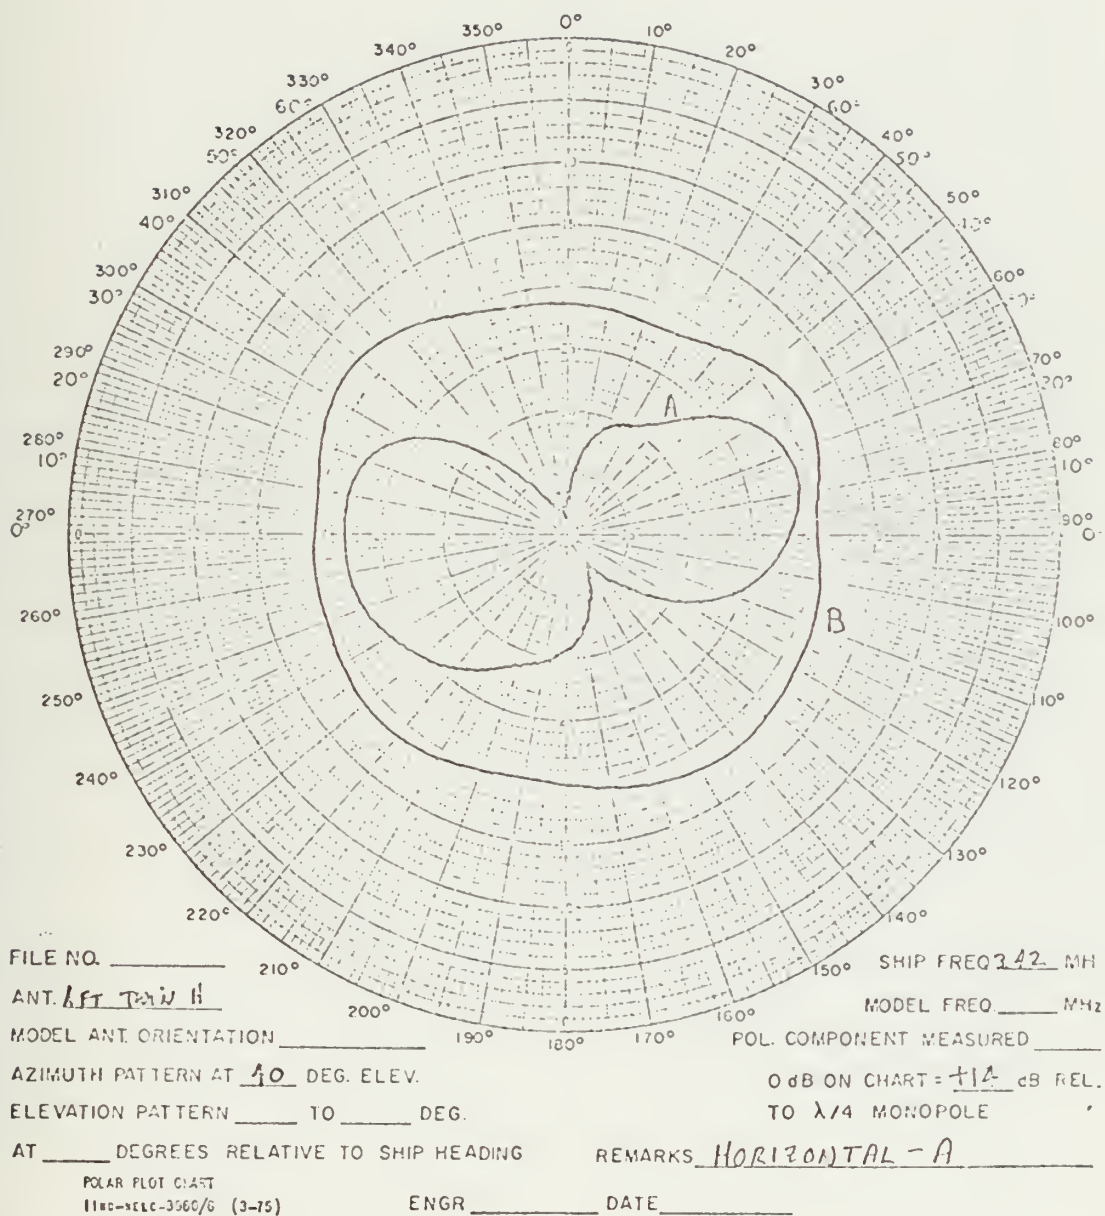 0°
350° 10°
340° 20°
330° 30°
60° 60°
320° 40°
50° 50°
310° 50°
40° 40°
300° 60°
30°
290° 70°
20° 20°
280° 80°
10° 10°
270° 90°
0° 0
A
B
260° 100°
250° 110°
240° 120°
230° 130°
220° 140°
210° 150°
200° 160°
190° 180° 170°
FILE NO.
SHIP FREQ 342 MH
ANT.
MODEL FREQ. MHz
MODEL ANT. ORIENTATION
POL. COMPONENT MEASURED
AZIMUTH PATTERN AT DEG. ELEV.
0 dB ON CHART = +14 dB REL.
ELEVATION PATTERN TO DEG.
TO λ/4 MONOPOLE
AT DEGREES RELATIVE TO SHIP HEADING
REMARKS HORIZONTAL - A
POLAR PLOT CHART
(3-75)
ENGR DATE